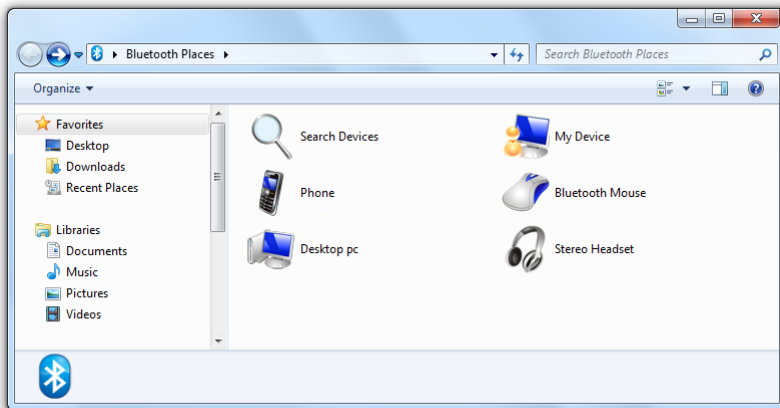 Bluetooth Places
Search Bluetooth Places
Organize
Favorites
Desktop
Downloads
Recent Places
Libraries
Documents
Music
Pictures
Videos
Search Devices
My Device
Phone
Bluetooth Mouse
Desktop pc
Stereo Headset